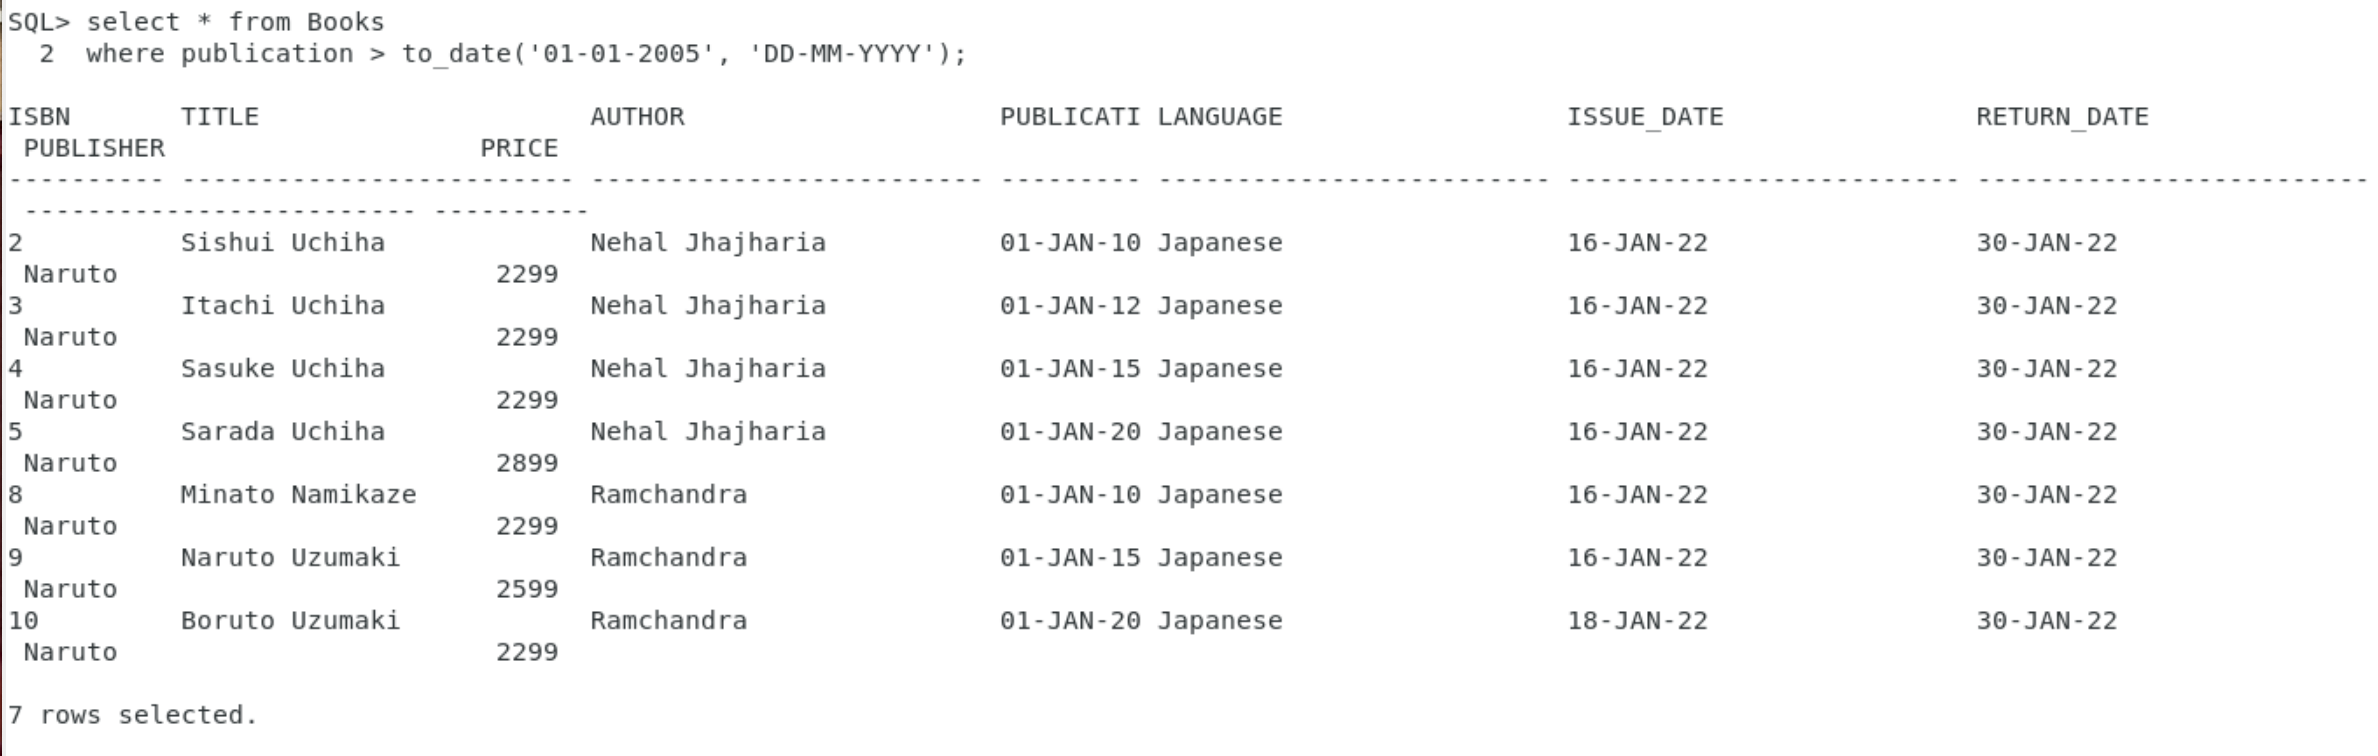 SQL> select * from Books
  2  where publication > to_date('01-01-2005', 'DD-MM-YYYY');
ISBN       TITLE                     AUTHOR                    PUBLICATI LANGUAGE                  ISSUE_DATE                RETURN_DATE
 PUBLISHER                    PRICE
---------- ------------------------- ------------------------- --------- ------------------------- ------------------------- -------------------------
 ------------------------- ----------
2          Sishui Uchiha             Nehal Jhajharia           01-JAN-10 Japanese                  16-JAN-22                 30-JAN-22
 Naruto                        2299
3          Itachi Uchiha             Nehal Jhajharia           01-JAN-12 Japanese                  16-JAN-22                 30-JAN-22
 Naruto                        2299
4          Sasuke Uchiha             Nehal Jhajharia           01-JAN-15 Japanese                  16-JAN-22                 30-JAN-22
 Naruto                        2299
5          Sarada Uchiha             Nehal Jhajharia           01-JAN-20 Japanese                  16-JAN-22                 30-JAN-22
 Naruto                        2899
8          Minato Namikaze           Ramchandra                01-JAN-10 Japanese                  16-JAN-22                 30-JAN-22
 Naruto                        2299
9          Naruto Uzumaki            Ramchandra                01-JAN-15 Japanese                  16-JAN-22                 30-JAN-22
 Naruto                        2599
10         Boruto Uzumaki            Ramchandra                01-JAN-20 Japanese                  18-JAN-22                 30-JAN-22
 Naruto                        2299
7 rows selected.